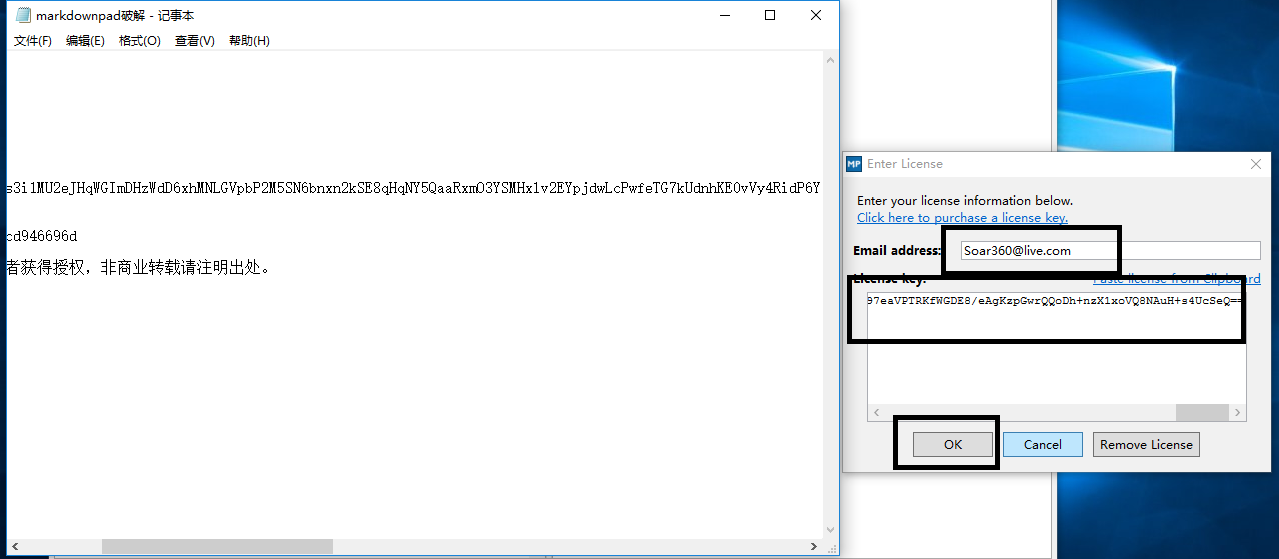 markdownpad破解 - 记事本
文件(F) 编辑(E) 格式(O) 查看(V) 帮助(H)
s3i1MU2eJHqWGImDHzWdD6xhMNLGVpbP2M5SN6bnxn2kSE8qHqNY5QaaRxmO3YSMHx1v2EYpjdwLcPwfeTG7kUdnhKE0vVy4RidP6Y
cd946696d
者获得授权，非商业转载请注明出处。
MP Enter License
Enter your license information below.
Click here to purchase a license key.
Email address: Soar360@live.com
License key: Paste license from Clipboard
97eaVPTRKfWGDE8/eAgKzpGwrQQoDh+nzX1xoVQ8NAuH+s4UcSeQ==
OK Cancel Remove License